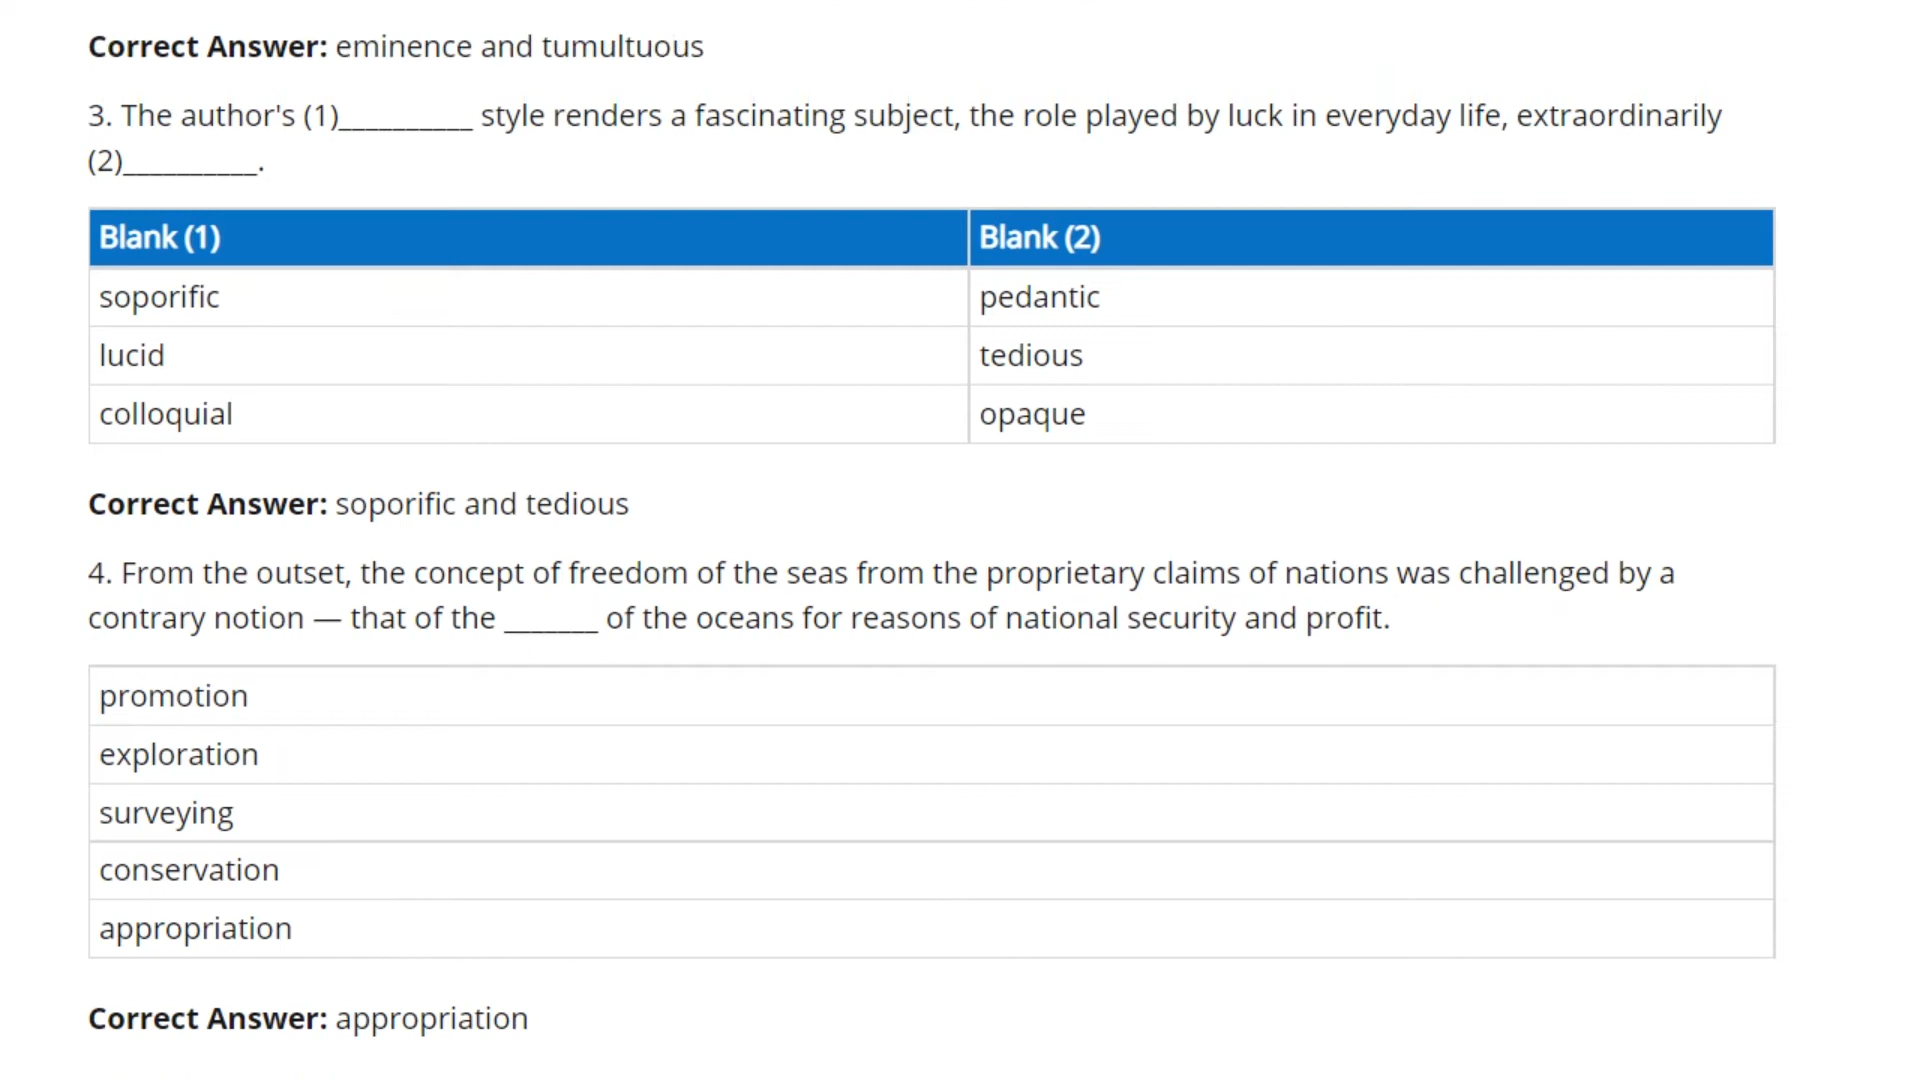 Correct Answer: eminence and tumultuous
3. The author's (1)__________ style renders a fascinating subject, the role played by luck in everyday life, extraordinarily
(2)__________.
Blank (1) Blank (2)
soporific pedantic
lucid tedious
colloquial opaque
Correct Answer: soporific and tedious
4. From the outset, the concept of freedom of the seas from the proprietary claims of nations was challenged by a
contrary notion — that of the _______ of the oceans for reasons of national security and profit.
promotion
exploration
surveying
conservation
appropriation
Correct Answer: appropriation